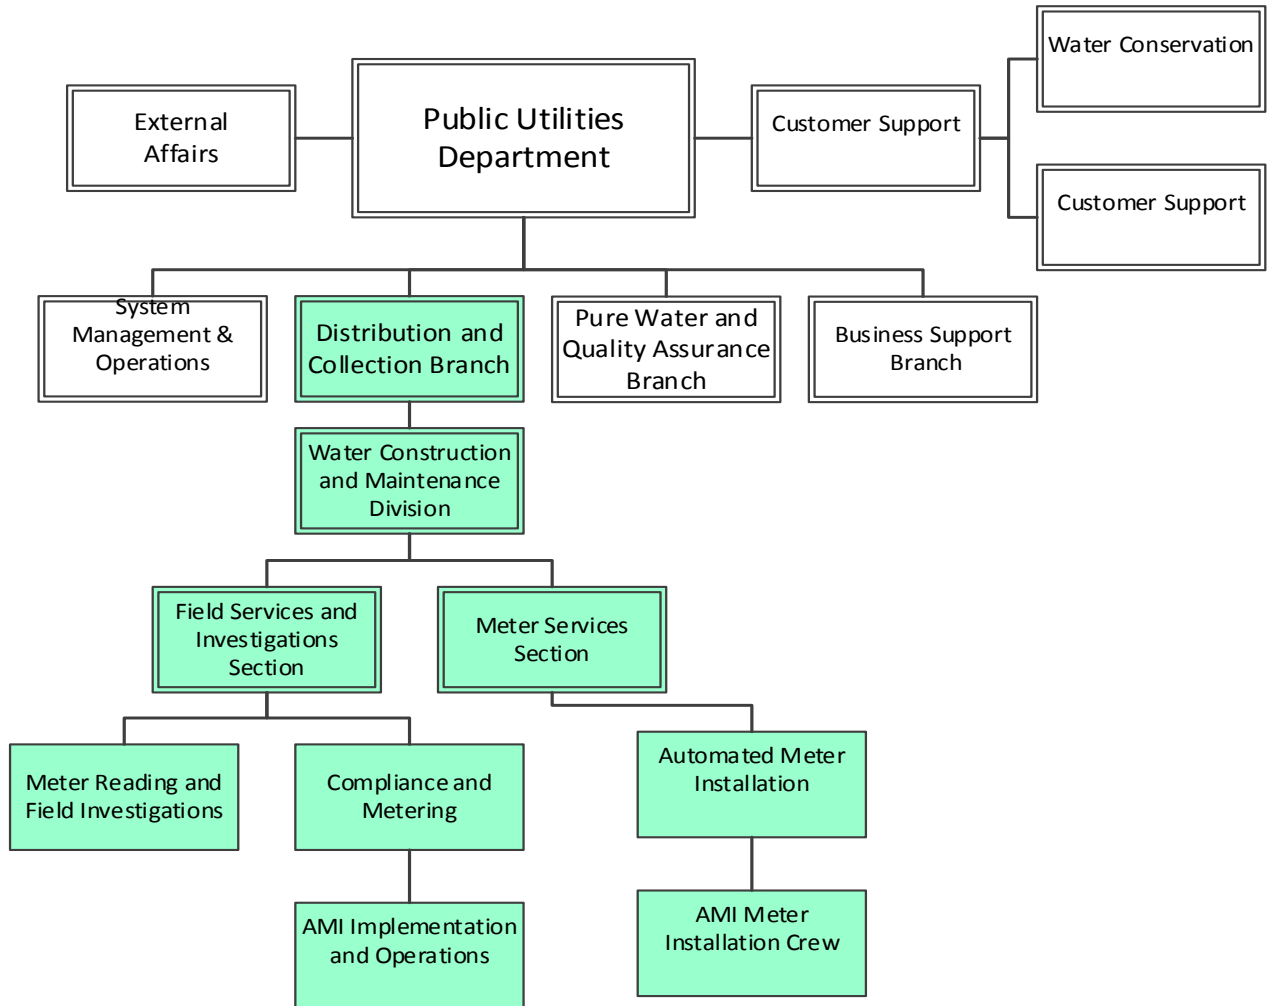 Water Conservation
External
Affairs
Public Utilities
Department
Customer Support
Customer Support
System
Management &
Operations
Distribution and
Collection Branch
Pure Water and
Quality Assurance
Branch
Business Support
Branch
Water Construction
and Maintenance
Division
Field Services and
Investigations
Section
Meter Services
Section
Meter Reading and
Field Investigations
Compliance and
Metering
Automated Meter
Installation
AMI Implementation
and Operations
AMI Meter
Installation Crew